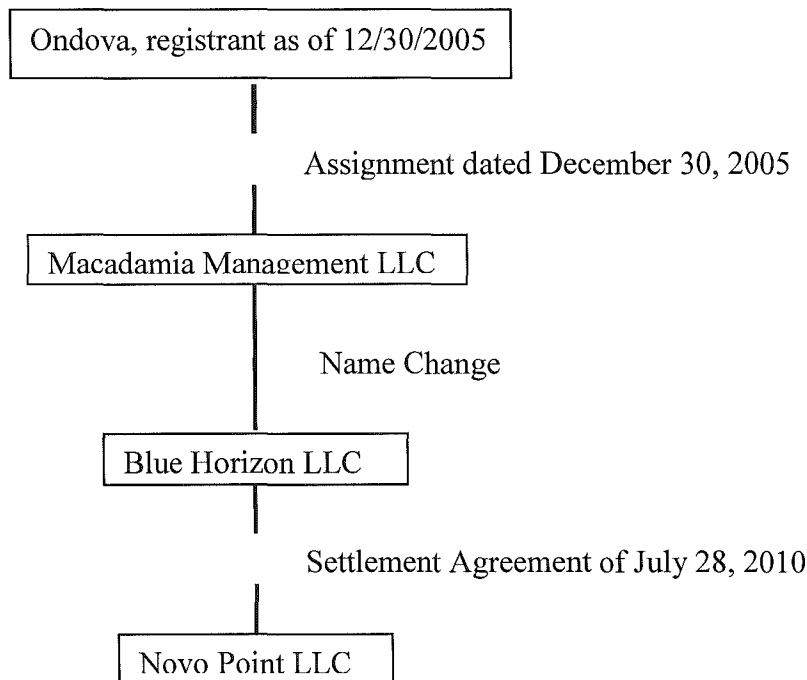 Ondova, registrant as of 12/30/2005
Assignment dated December 30, 2005
Macadamia Management LLC
Name Change
Blue Horizon LLC
Settlement Agreement of July 28, 2010
Novo Point LLC